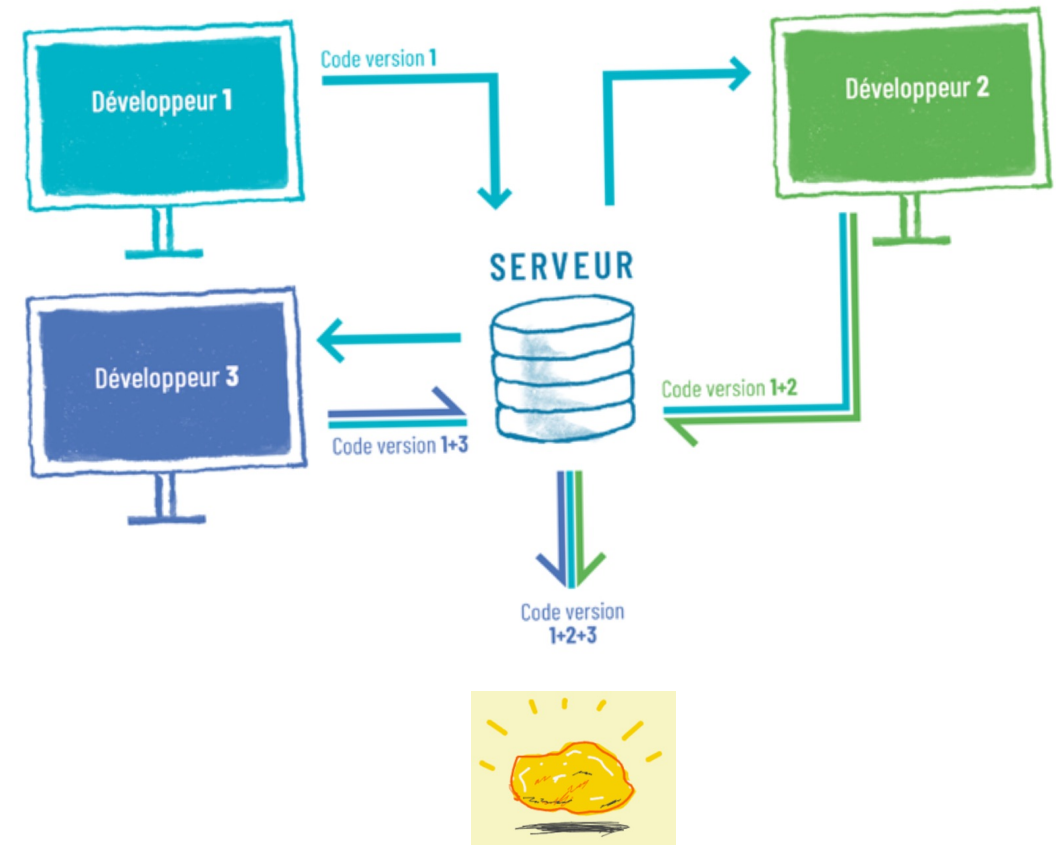 Développeur 1
Code version 1
Développeur 2
SERVEUR
Développeur 3
Code version 1+3
Code version 1+2
Code version
1+2+3